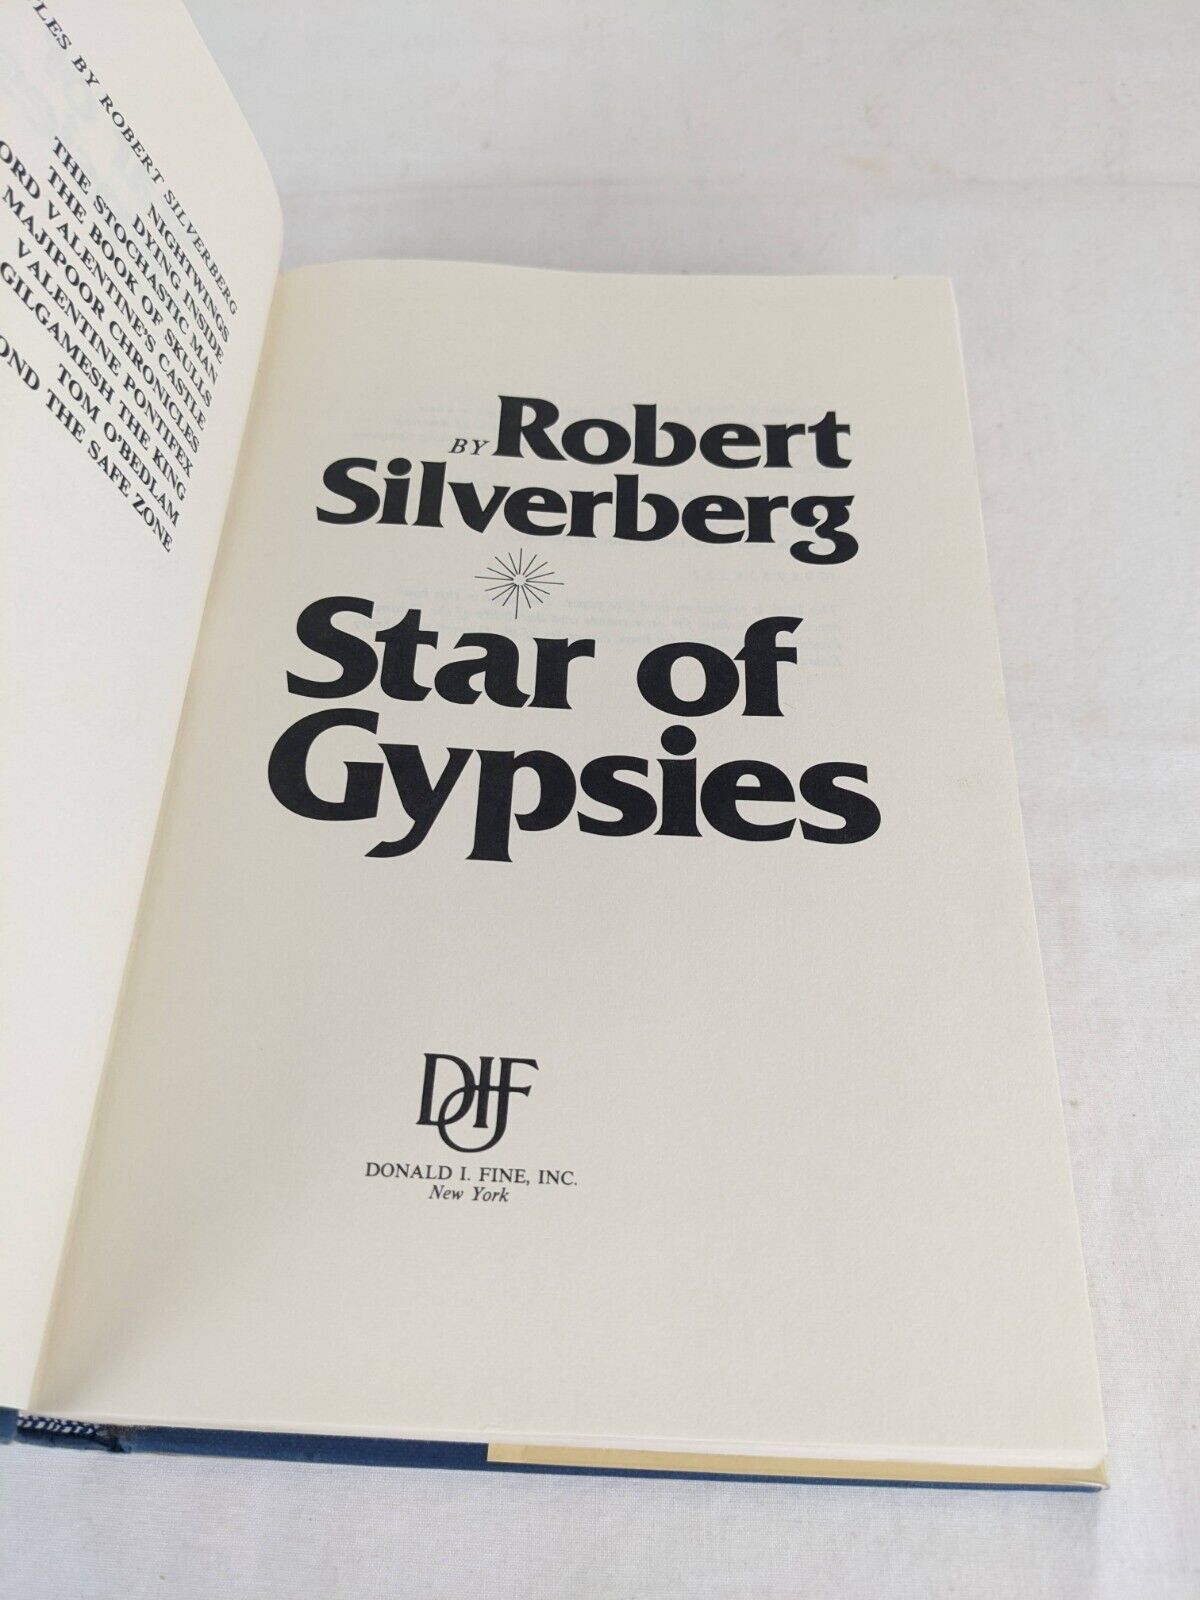 TLES BY ROBERT SILVERBERG
NIGHTWINGS
DYING INSIDE
THE STOCHASTIC MAN
THE BOOK OF SKULLS
ORD VALENTINE'S CASTLE
MAJIPOOR CHRONICLES
VALENTINE PONTIFEX
GILGAMESH THE KING
TOM O'BEDLAM
OND THE SAFE ZONE
BY Robert
Silverberg
Star of
Gypsies
DIF
DONALD I. FINE, INC.
New York